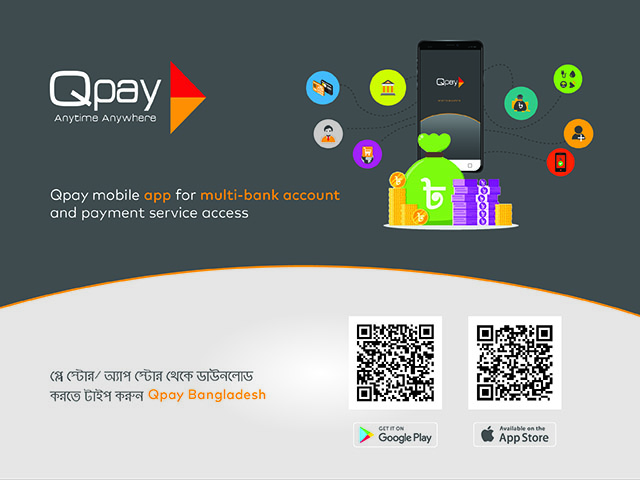 Qpay
Anytime Anywhere
Qpay
Qpay mobile app for multi-bank account
and payment service access
৳
প্লে স্টোর/ অ্যাপ স্টোর থেকে ডাউনলোড
করতে টাইপ করুন Qpay Bangladesh
GET IT ON
Google Play
Available on the
App Store